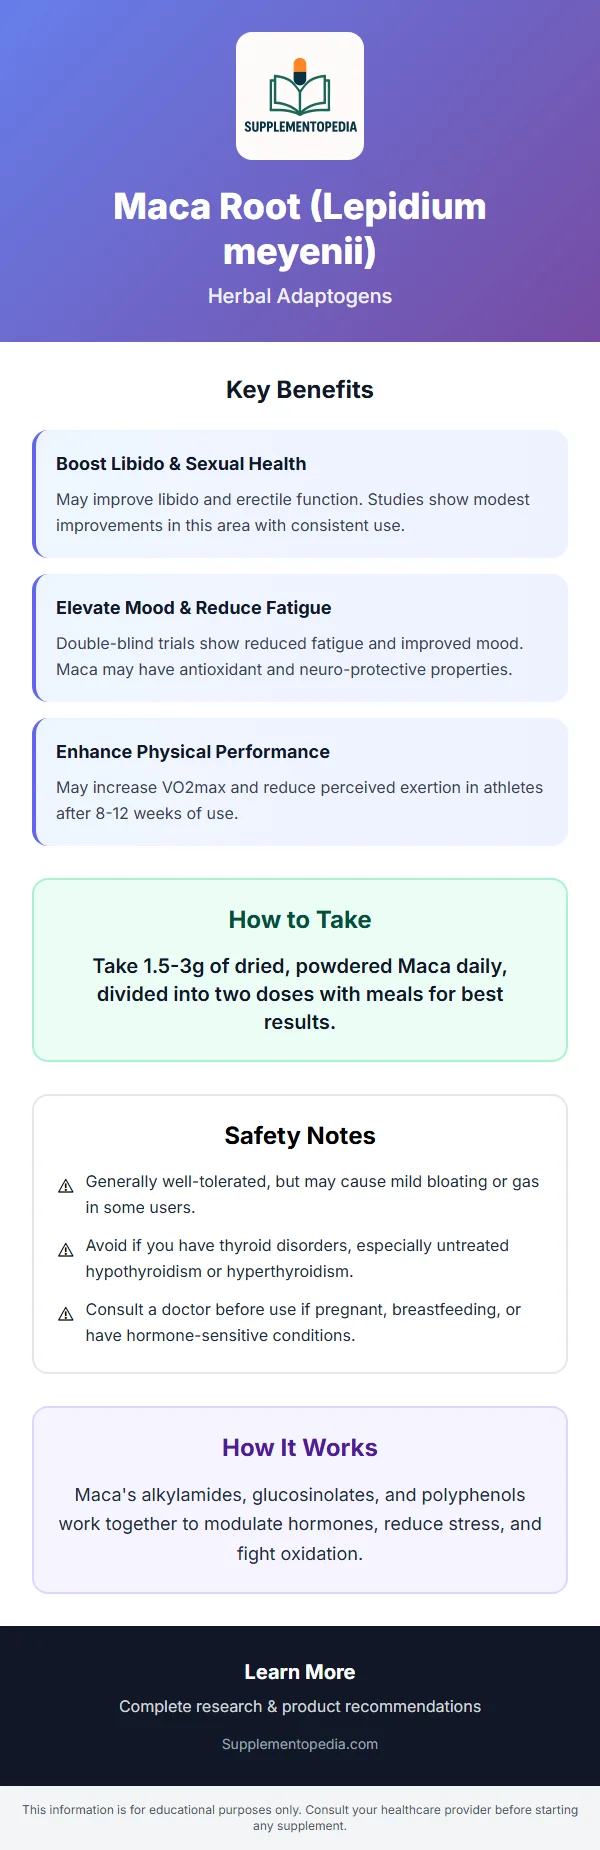 SUPPLEMENTOPEDIA
Maca Root (Lepidium
meyenii)
Herbal Adaptogens
Key Benefits
Boost Libido & Sexual Health
May improve libido and erectile function. Studies show modest
improvements in this area with consistent use.
Elevate Mood & Reduce Fatigue
Double-blind trials show reduced fatigue and improved mood.
Maca may have antioxidant and neuro-protective properties.
Enhance Physical Performance
May increase VO2max and reduce perceived exertion in athletes
after 8-12 weeks of use.
How to Take
Take 1.5-3g of dried, powdered Maca daily,
divided into two doses with meals for best
results.
Safety Notes
⚠ Generally well-tolerated, but may cause mild bloating or gas
in some users.
⚠ Avoid if you have thyroid disorders, especially untreated
hypothyroidism or hyperthyroidism.
⚠ Consult a doctor before use if pregnant, breastfeeding, or
have hormone-sensitive conditions.
How It Works
Maca's alkylamides, glucosinolates, and polyphenols
work together to modulate hormones, reduce stress, and
fight oxidation.
Learn More
Complete research & product recommendations
Supplementopedia.com
This information is for educational purposes only. Consult your healthcare provider before starting
any supplement.